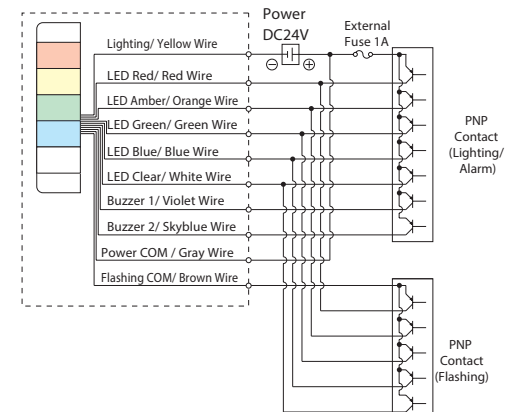 Power
DC24V
External
Fuse 1A
Lighting/ Yellow Wire
LED Red/ Red Wire
LED Amber/ Orange Wire
LED Green/ Green Wire
LED Blue/ Blue Wire
LED Clear/ White Wire
Buzzer 1/ Violet Wire
Buzzer 2/ Skyblue Wire
Power COM / Gray Wire
Flashing COM/ Brown Wire
PNP
Contact
(Lighting/
Alarm)
PNP
Contact
(Flashing)